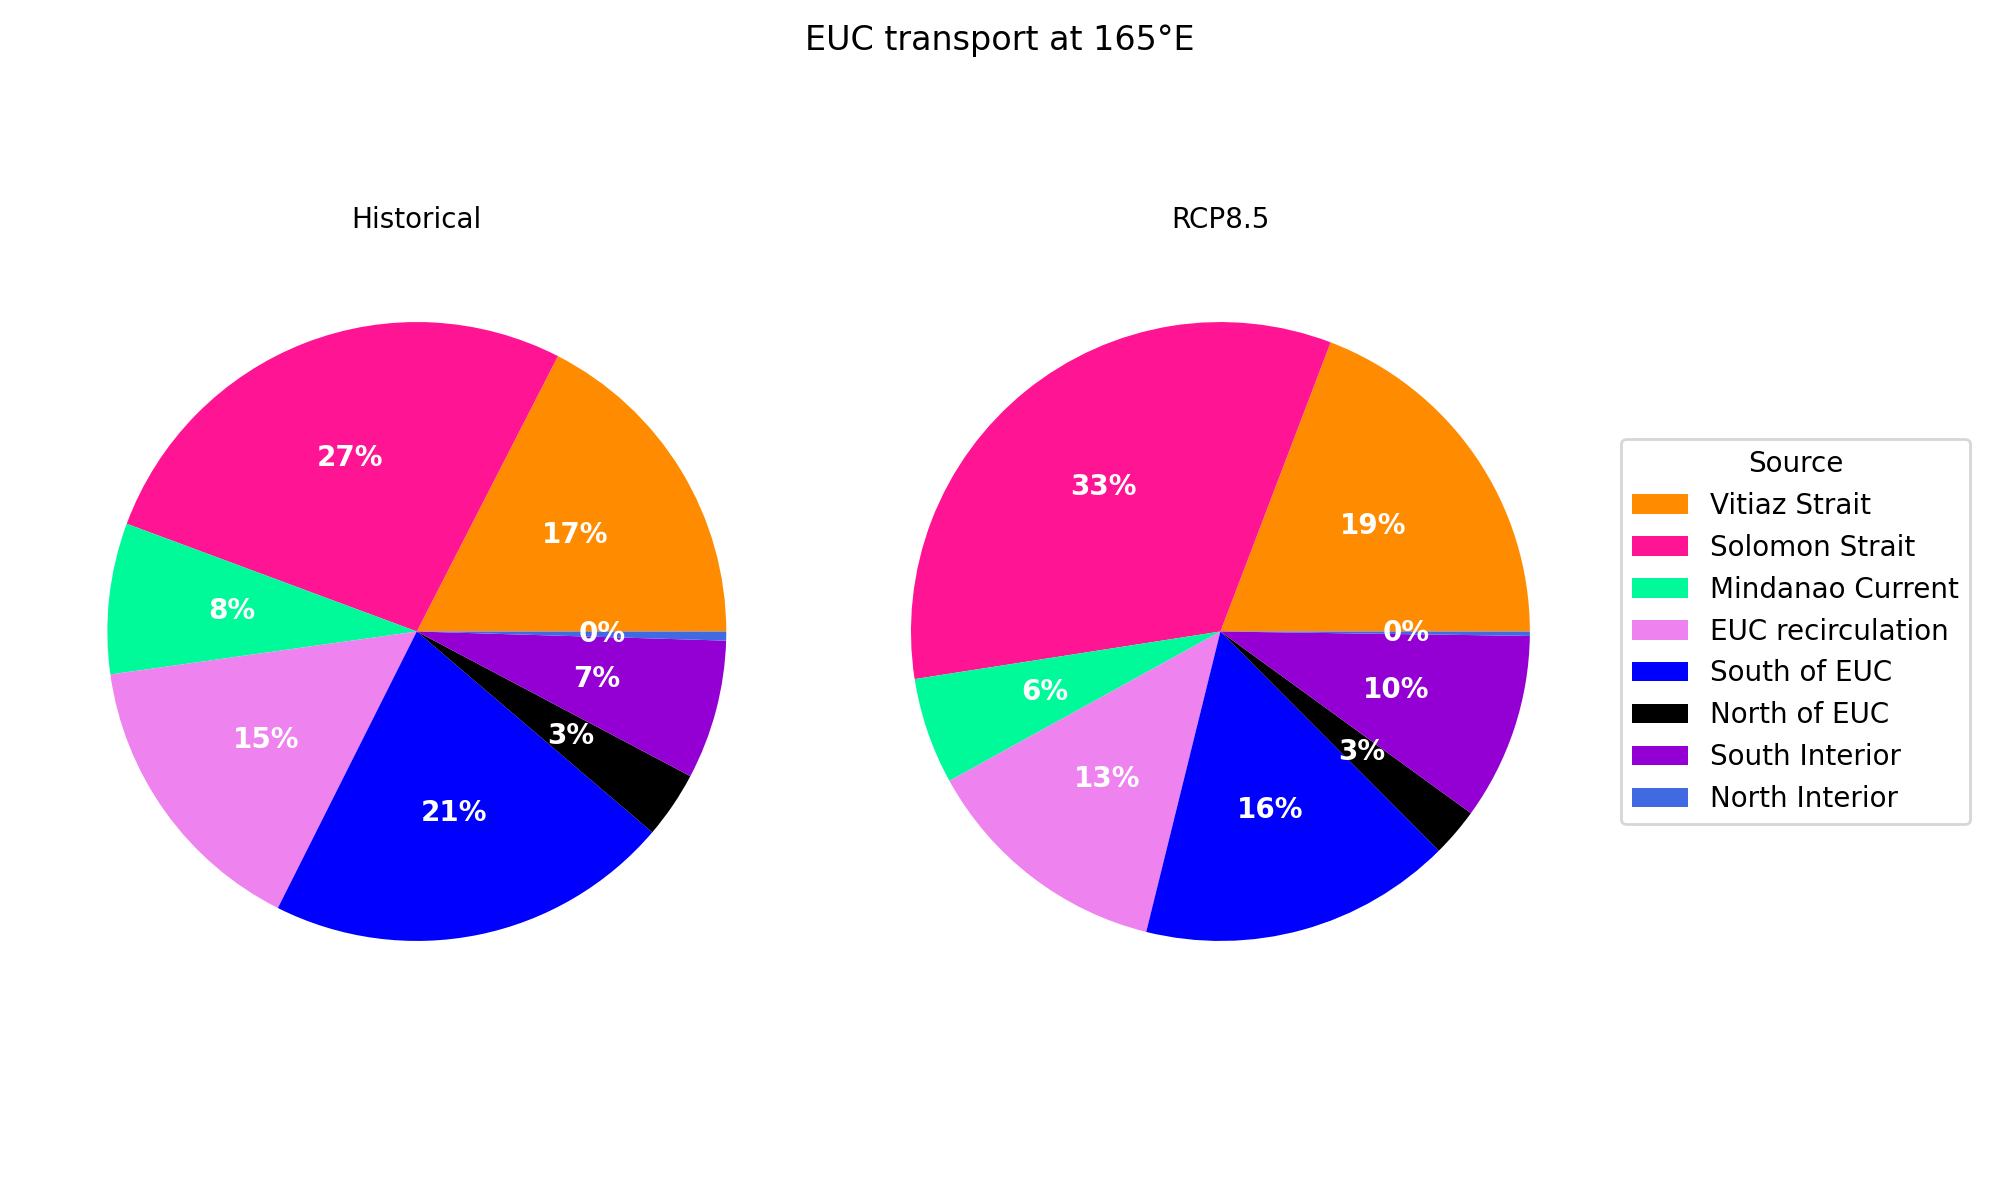 EUC transport at 165°E
Historical
27%
17%
8%
0%
7%
15%
3%
21%
RCP8.5
33%
19%
0%
6%
10%
3%
13%
16%
Source
Vitiaz Strait
Solomon Strait
Mindanao Current
EUC recirculation
South of EUC
North of EUC
South Interior
North Interior